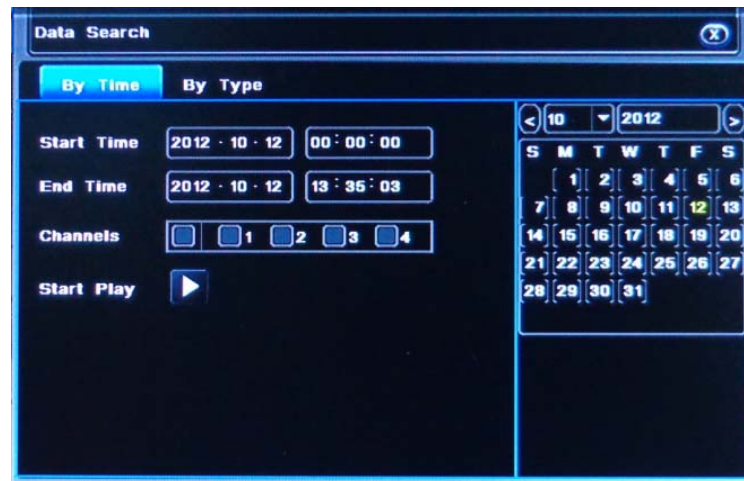 Data Search
X
By Time By Type
Start Time 2012 · 10 · 12 00:00:00
End Time 2012 · 10 · 12 13:35:03
Channels 1 2 3 4
Start Play
< 10 2012 >
S M T W T F S
1 2 3 4 5 6
7 8 9 10 11 12 13
14 15 16 17 18 19 20
21 22 23 24 25 26 27
28 29 30 31